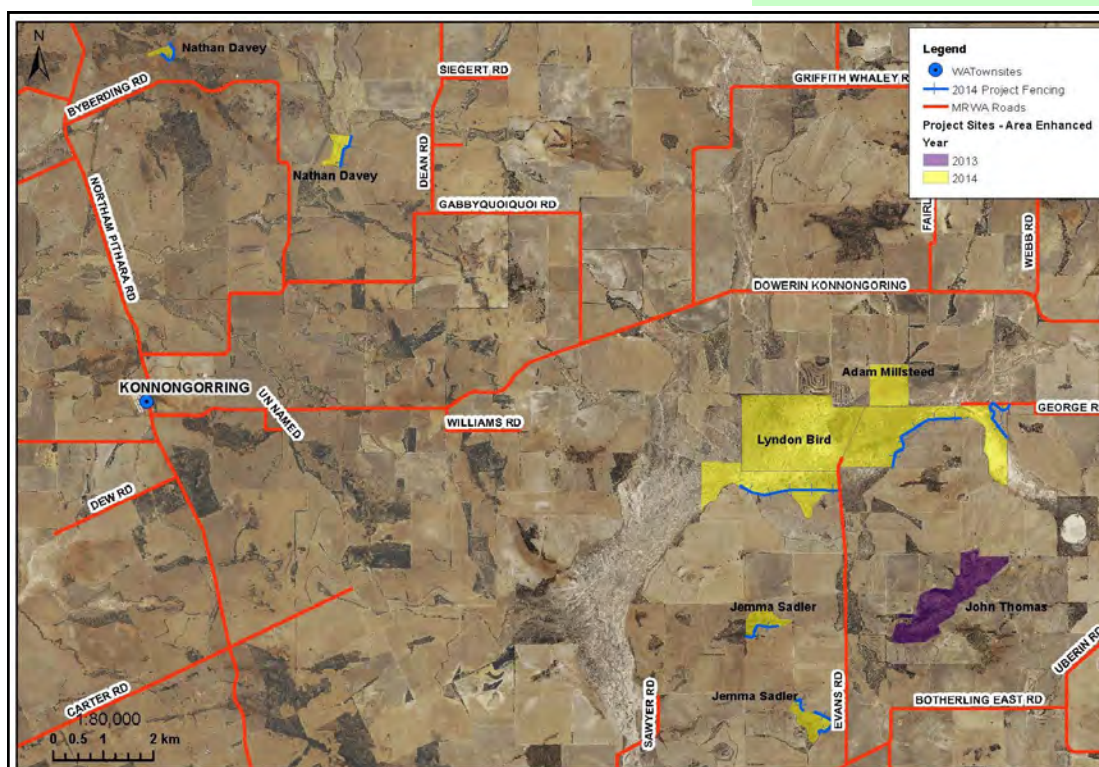 N
Nathan Davey
BYBERDING RD
SIEGERT RD
GRIFFITH WHALEY R
Legend
WATownsites
2014 Project Fencing
MRWA Roads
Project Sites - Area Enhanced
Year
2013
2014
Nathan Davey
DEAN RD
NORTHAM PITHARA RD
GABBYQUOIQUOI RD
FAIRL
WEBB RD
DOWERIN KONNONGORING
Adam Millsteed
KONNONGORRING
UN NAMED
WILLIAMS RD
GEORGE R
Lyndon Bird
DEW RD
Jemma Sadler
John Thomas
CARTER RD
Jemma Sadler
SAWYER RD
EVANS RD
UBERIN RD
BOTHERLING EAST RD
1:80,000
0 0.5 1 2 km